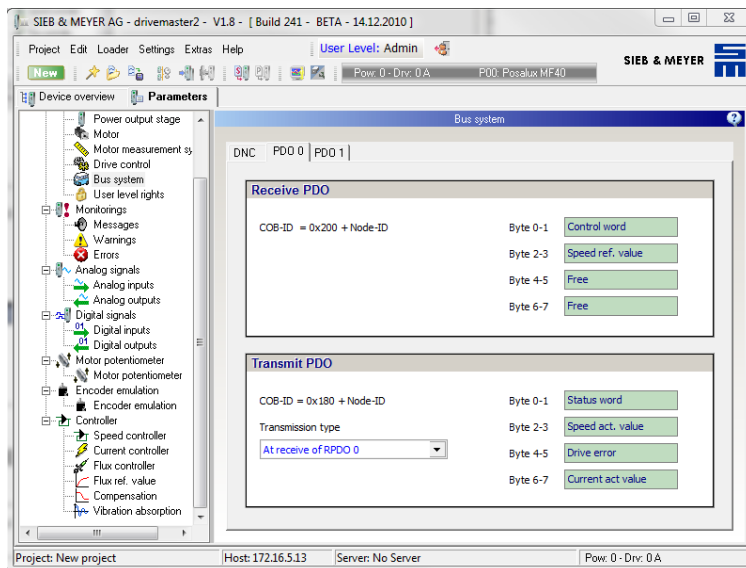 SIEB & MEYER AG - drivemaster2 - V1.8 - [ Build 241 - BETA - 14.12.2010 ]
Project Edit Loader Settings Extras Help
User Level: Admin
SIEB & MEYER
New
Pow: 0 - Drv: 0 A P00: Posalux MF40
Device overview
Parameters
Power output stage
Motor
Motor measurement sy
Drive control
Bus system
User level rights
Monitorings
Messages
Warnings
Errors
Analog signals
Analog inputs
Analog outputs
Digital signals
Digital inputs
Digital outputs
Motor potentiometer
Motor potentiometer
Encoder emulation
Encoder emulation
Controller
Speed controller
Current controller
Flux controller
Flux ref. value
Compensation
Vibration absorption
Bus system
DNC PDO 0 PDO 1
Receive PDO
COB-ID = 0x200 + Node-ID
Byte 0-1 Control word
Byte 2-3 Speed ref. value
Byte 4-5 Free
Byte 6-7 Free
Transmit PDO
COB-ID = 0x180 + Node-ID
Transmission type
At receive of RPDO 0
Byte 0-1 Status word
Byte 2-3 Speed act. value
Byte 4-5 Drive error
Byte 6-7 Current act value
Project: New project
Host: 172.16.5.13
Server: No Server
Pow: 0 - Drv: 0 A